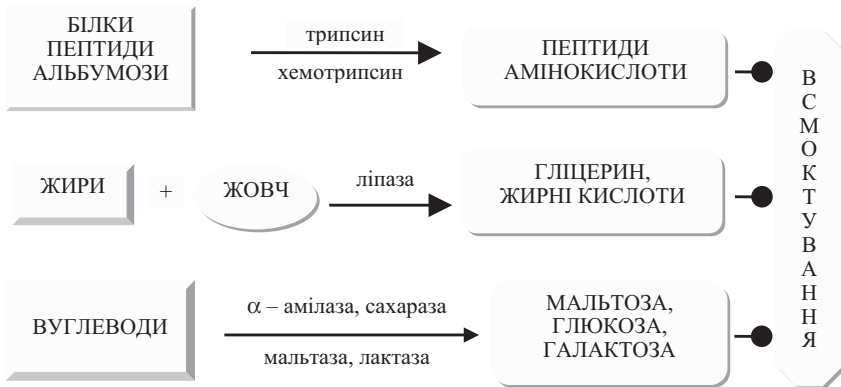 БІЛКИ
ПЕПТИДИ
АЛЬБУМОЗИ
трипсин
хемотрипсин
ПЕПТИДИ
АМІНОКИСЛОТИ
ЖИРИ
+
ЖОВЧ
ліпаза
ГЛІЦЕРИН,
ЖИРНІ КИСЛОТИ
ВУГЛЕВОДИ
α – амілаза, сахараза
мальтаза, лактаза
МАЛЬТОЗА,
ГЛЮКОЗА,
ГАЛАКТОЗА
ВСМОКТУВАННЯ